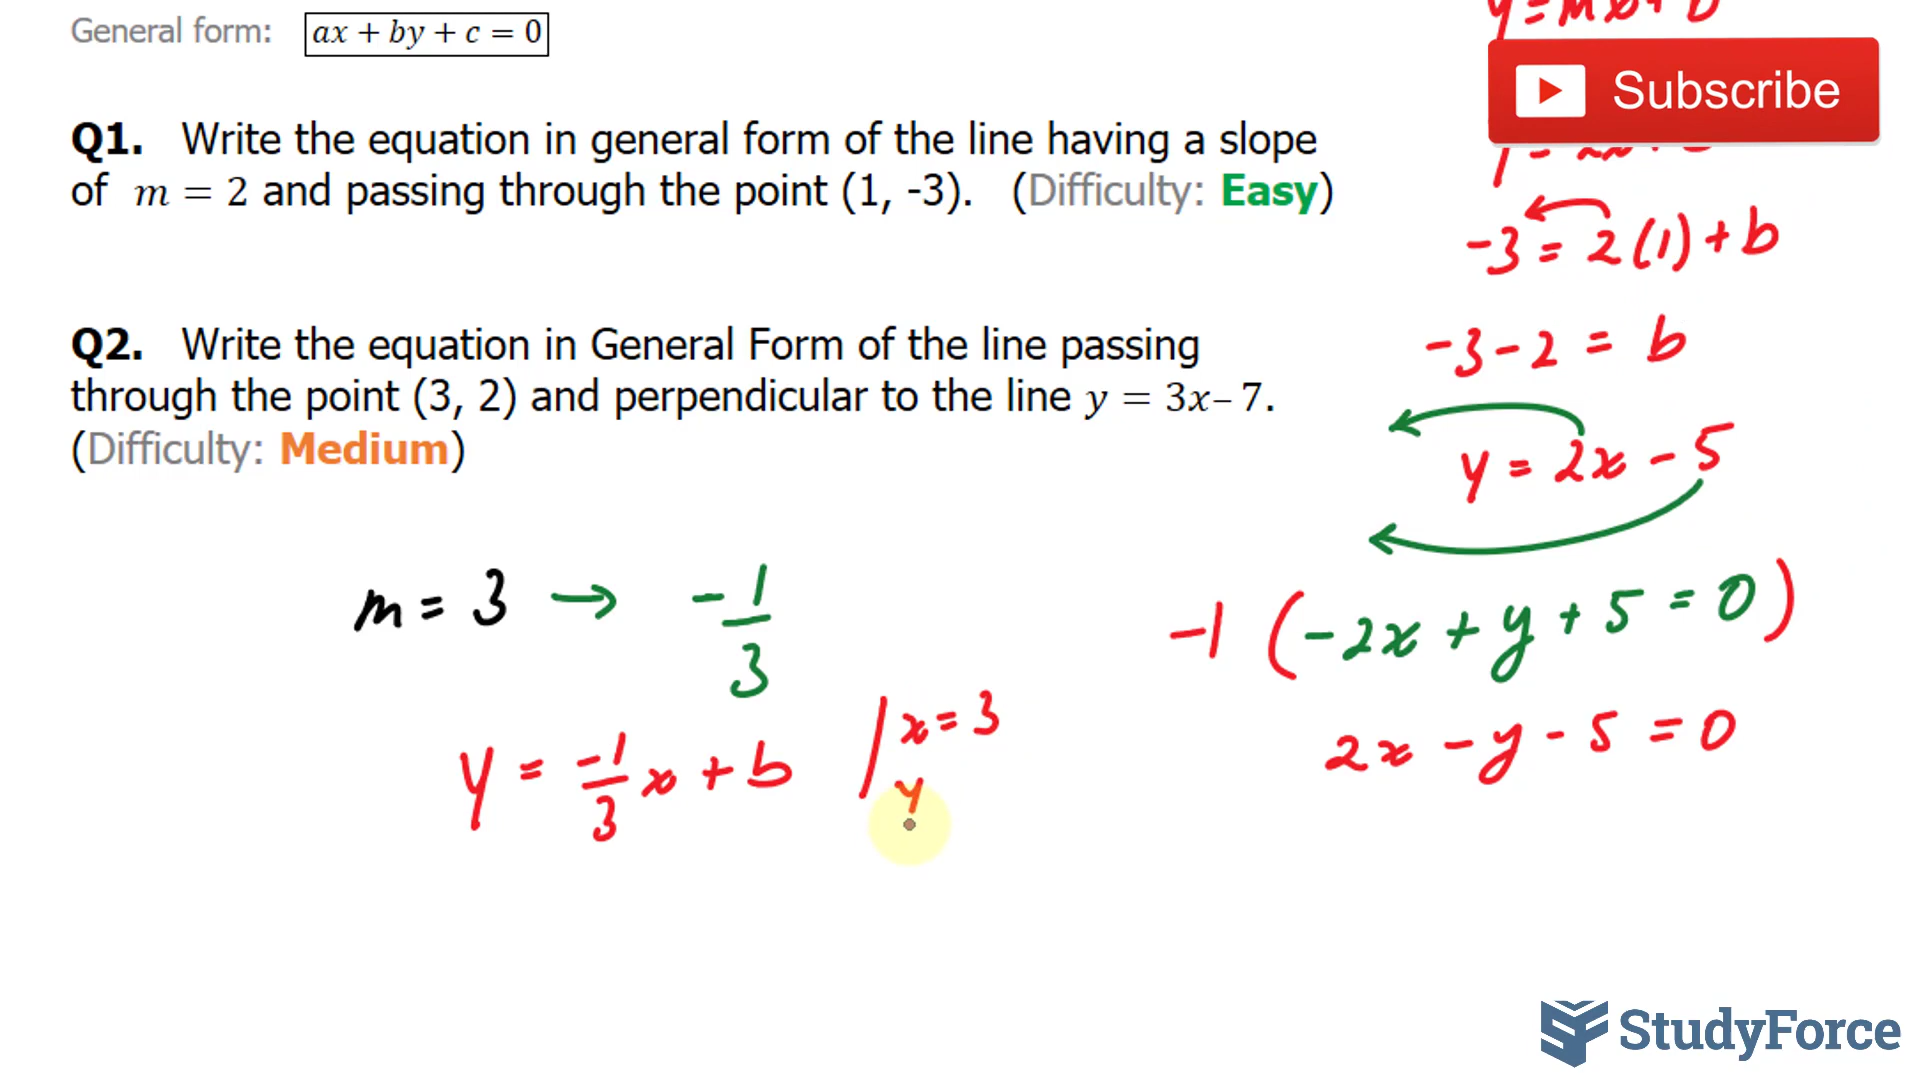 General form: ax + by + c = 0
y = mx + b
Subscribe
Q1. Write the equation in general form of the line having a slope
of m = 2 and passing through the point (1, -3). (Difficulty: Easy)
-3 = 2(1) + b
-3 - 2 = b
y = 2x - 5
-1 (-2x + y + 5 = 0)
2x - y - 5 = 0
Q2. Write the equation in General Form of the line passing
through the point (3, 2) and perpendicular to the line y = 3x– 7.
(Difficulty: Medium)
m = 3 → -1/3
y = -1/3 x + b | x = 3
y
StudyForce